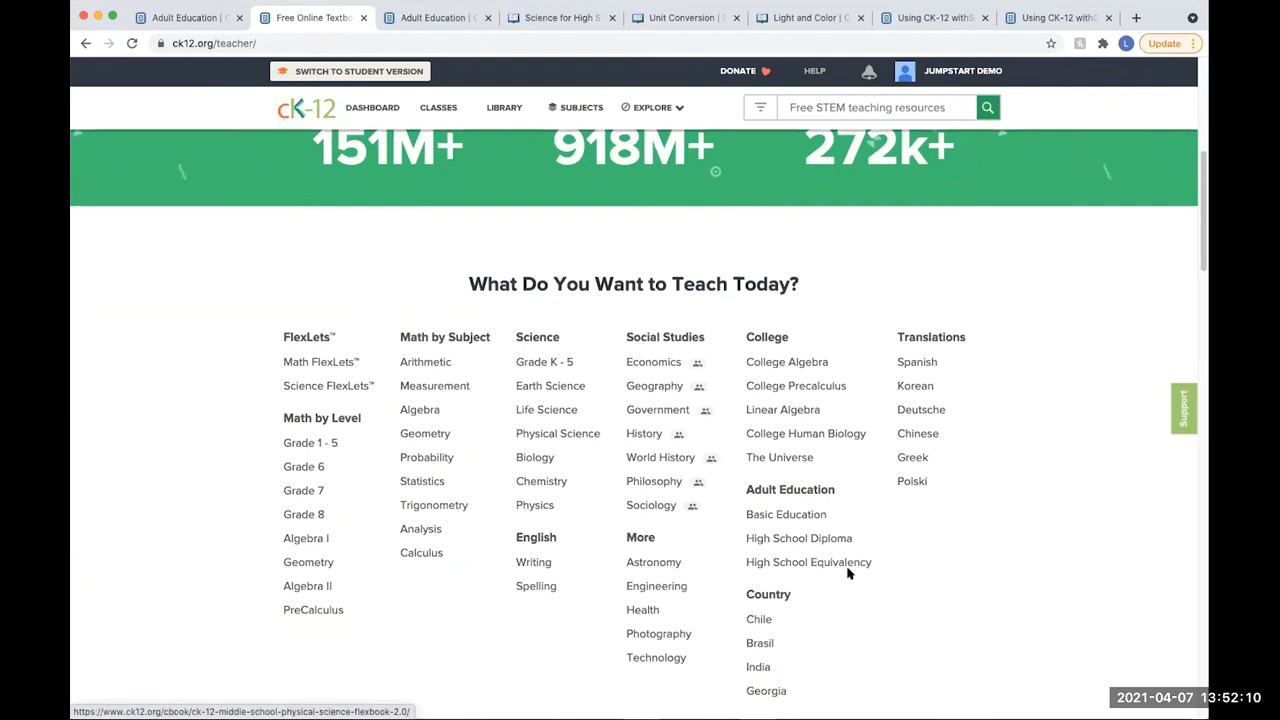 Adult Education | C
Free Online Textbo
Adult Education | C
Science for High S
Unit Conversion |
Light and Color | C
Using CK-12 with
Using CK-12 with
ck12.org/teacher/
L
Update
SWITCH TO STUDENT VERSION
DONATE
HELP
JUMPSTART DEMO
cK-12
DASHBOARD
CLASSES
LIBRARY
SUBJECTS
EXPLORE
Free STEM teaching resources
151M+
918M+
272k+
What Do You Want to Teach Today?
FlexLets™
Math FlexLets™
Science FlexLets™
Math by Level
Grade 1 - 5
Grade 6
Grade 7
Grade 8
Algebra I
Geometry
Algebra II
PreCalculus
Math by Subject
Arithmetic
Measurement
Algebra
Geometry
Probability
Statistics
Trigonometry
Analysis
Calculus
Science
Grade K - 5
Earth Science
Life Science
Physical Science
Biology
Chemistry
Physics
English
Writing
Spelling
Social Studies
Economics
Geography
Government
History
World History
Philosophy
Sociology
More
Astronomy
Engineering
Health
Photography
Technology
College
College Algebra
College Precalculus
Linear Algebra
College Human Biology
The Universe
Adult Education
Basic Education
High School Diploma
High School Equivalency
Country
Chile
Brasil
India
Georgia
Translations
Spanish
Korean
Deutsche
Chinese
Greek
Polski
Support
https://www.ck12.org/cbook/ck-12-middle-school-physical-science-flexbook-2.0/
2021-04-07 13:52:10